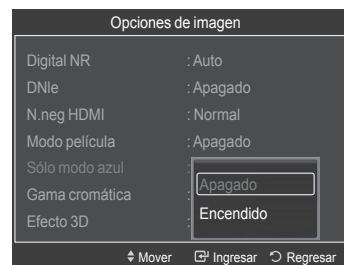 Opciones de imagen
Digital NR : Auto
DNIe : Apagado
N.neg HDMI : Normal
Modo película : Apagado
Sólo modo azul :
Apagado
Gama cromática :
Encendido
Efecto 3D :
Mover Ingresar Regresar